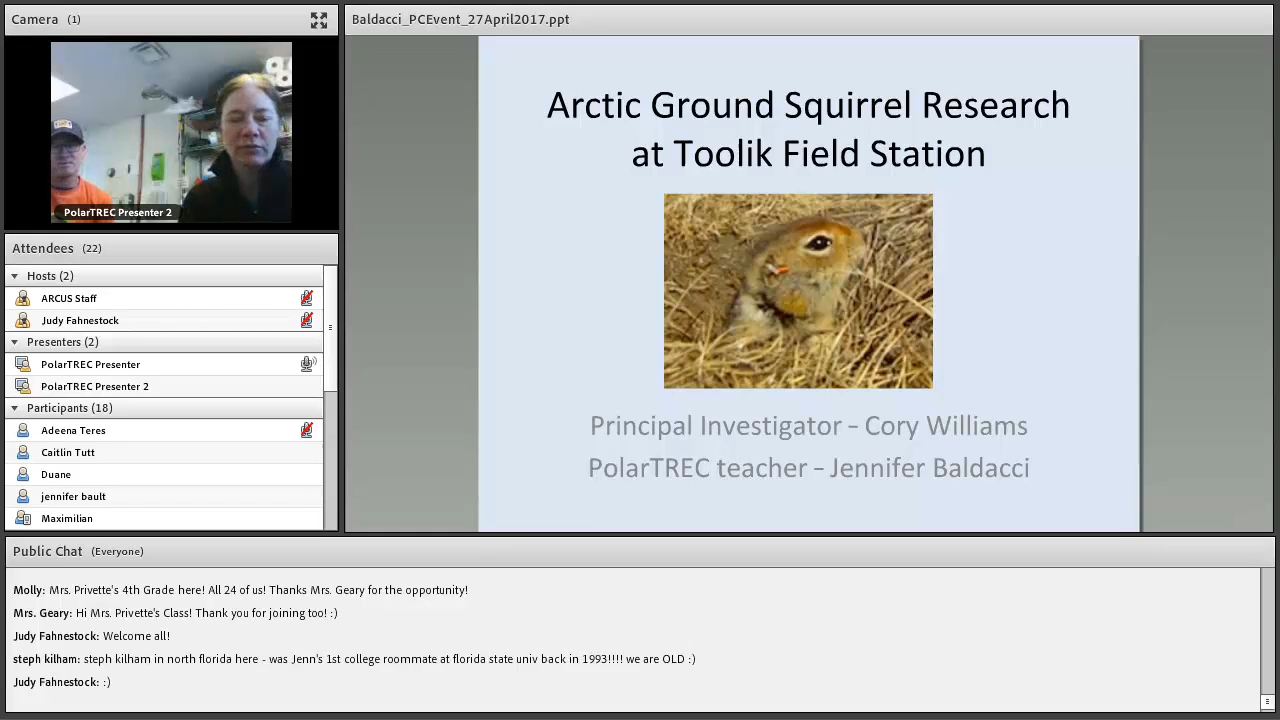 Camera (1)
PolarTREC Presenter 2
Attendees (22)
Hosts (2)
ARCUS Staff
Judy Fahnestock
Presenters (2)
PolarTREC Presenter
PolarTREC Presenter 2
Participants (18)
Adeena Teres
Caitlin Tutt
Duane
jennifer bault
Maximilian
Baldacci_PCEvent_27April2017.ppt
Arctic Ground Squirrel Research
at Toolik Field Station
Principal Investigator – Cory Williams
PolarTREC teacher – Jennifer Baldacci
Public Chat (Everyone)
Molly: Mrs. Privette's 4th Grade here! All 24 of us! Thanks Mrs. Geary for the opportunity!
Mrs. Geary: Hi Mrs. Privette's Class! Thank you for joining too! :)
Judy Fahnestock: Welcome all!
steph kilham: steph kilham in north florida here - was Jenn's 1st college roommate at florida state univ back in 1993!!!! we are OLD :)
Judy Fahnestock: :)